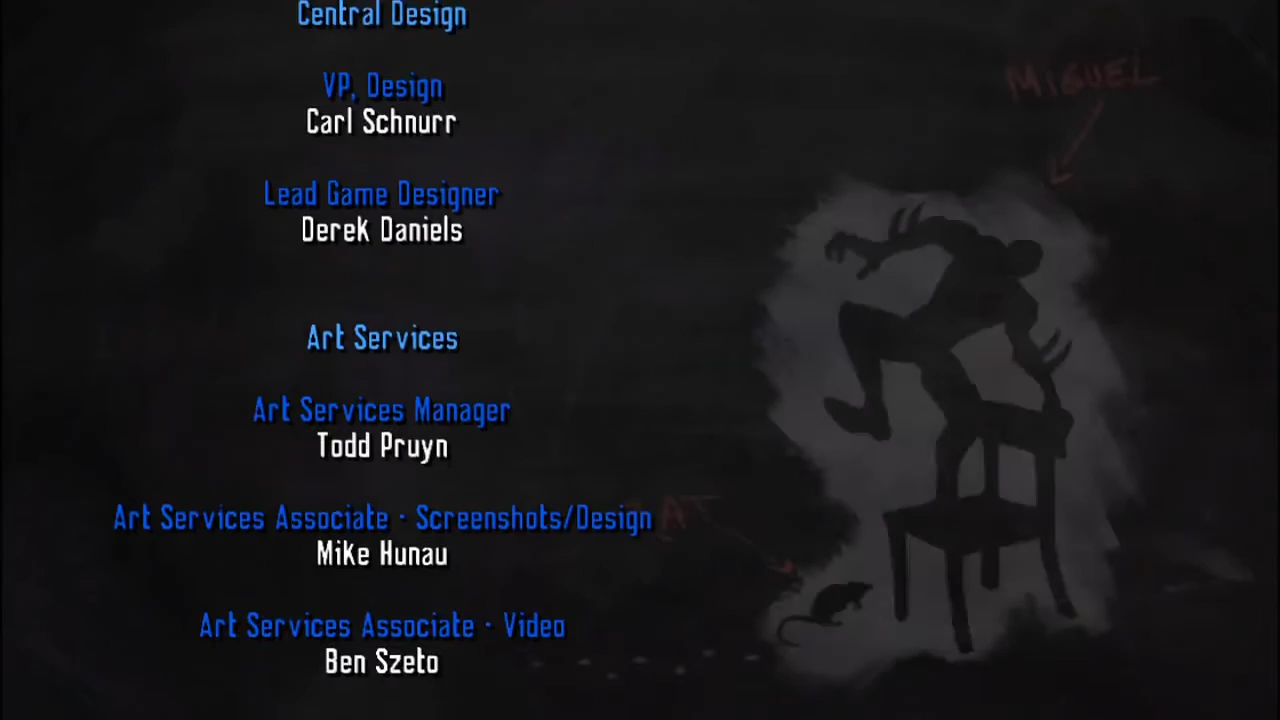 Central Design
VP, Design
Carl Schnurr
Lead Game Designer
Derek Daniels
Art Services
Art Services Manager
Todd Pruyn
Art Services Associate - Screenshots/Design
Mike Hunau
Art Services Associate - Video
Ben Szeto
MIGUEL